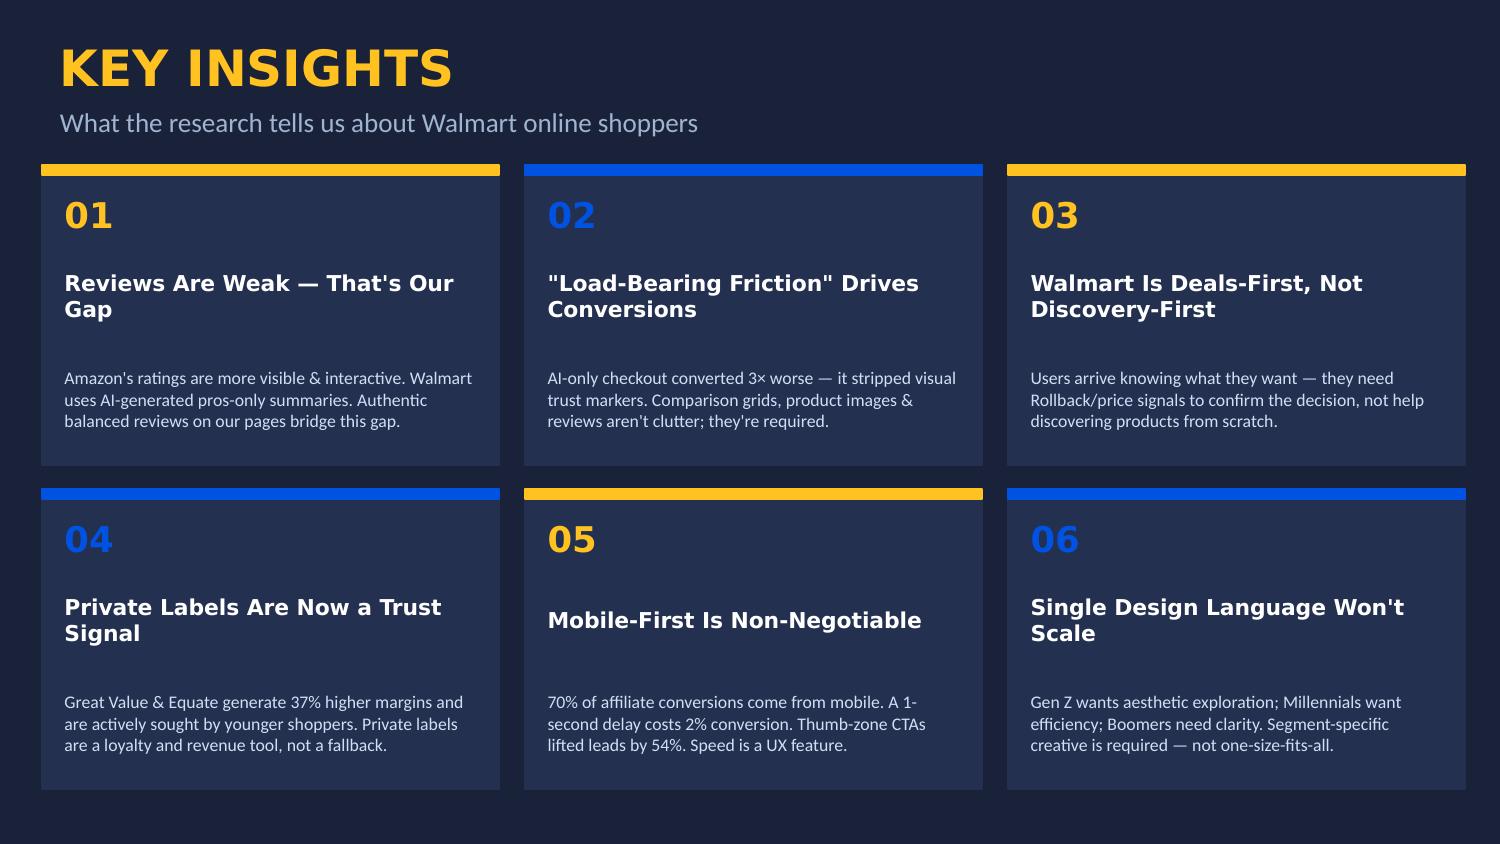 KEY INSIGHTS
What the research tells us about Walmart online shoppers
01
Reviews Are Weak — That's Our
Gap
Amazon's ratings are more visible & interactive. Walmart
uses AI-generated pros-only summaries. Authentic
balanced reviews on our pages bridge this gap.
02
"Load-Bearing Friction" Drives
Conversions
AI-only checkout converted 3× worse — it stripped visual
trust markers. Comparison grids, product images &
reviews aren't clutter; they're required.
03
Walmart Is Deals-First, Not
Discovery-First
Users arrive knowing what they want — they need
Rollback/price signals to confirm the decision, not help
discovering products from scratch.
04
Private Labels Are Now a Trust
Signal
Great Value & Equate generate 37% higher margins and
are actively sought by younger shoppers. Private labels
are a loyalty and revenue tool, not a fallback.
05
Mobile-First Is Non-Negotiable
70% of affiliate conversions come from mobile. A 1-
second delay costs 2% conversion. Thumb-zone CTAs
lifted leads by 54%. Speed is a UX feature.
06
Single Design Language Won't
Scale
Gen Z wants aesthetic exploration; Millennials want
efficiency; Boomers need clarity. Segment-specific
creative is required — not one-size-fits-all.